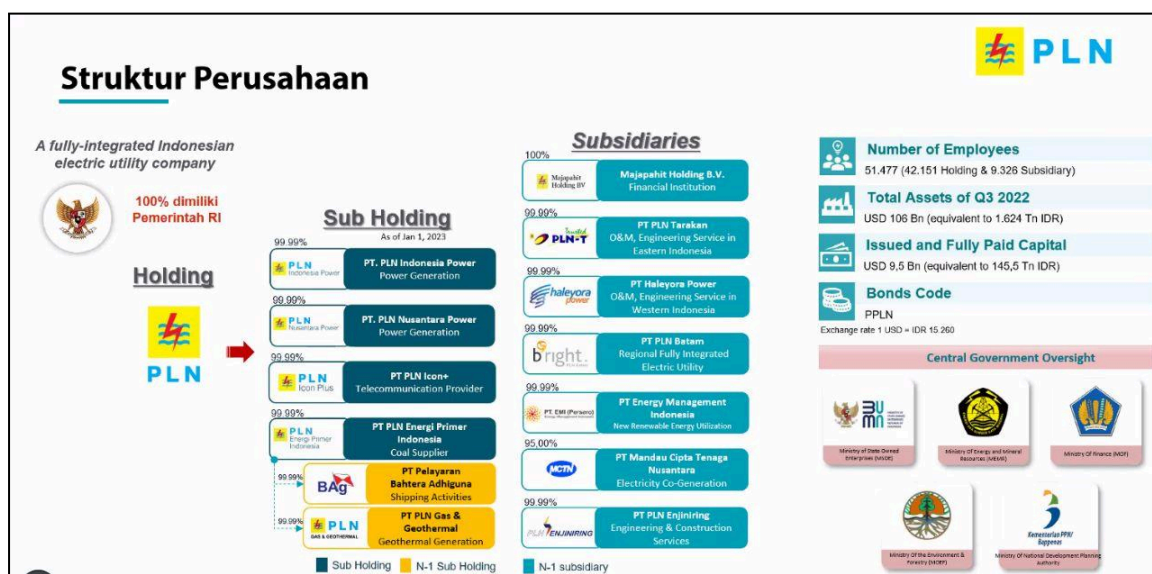 PLN
Struktur Perusahaan
A fully-integrated Indonesian
electric utility company
100% dimiliki
Pemerintah RI
Holding
PLN
Sub Holding
As of Jan 1, 2023
99.99%
PLN
Indonesia Power
PT. PLN Indonesia Power
Power Generation
99.99%
PLN
Nusantara Power
PT. PLN Nusantara Power
Power Generation
99.99%
PLN
Icon Plus
PT PLN Icon+
Telecommunication Provider
99.99%
PLN
Energi Primer
Indonesia
PT PLN Energi Primer
Indonesia
Coal Supplier
99.99%
BAg
PT Pelayaran
Bahtera Adhiguna
Shipping Activities
99.99%
PLN
GAS & GEOTHERMAL
PT PLN Gas &
Geothermal
Geothermal Generation
Sub Holding
N-1 Sub Holding
N-1 subsidiary
Subsidiaries
100%
Majapahit
Holding BV
Majapahit Holding B.V.
Financial Institution
99.99%
Trusted
PLN-T
PT PLN Tarakan
O&M, Engineering Service in
Eastern Indonesia
99.99%
haleyora
power
PT Haleyora Power
O&M, Engineering Service in
Western Indonesia
99.99%
b'right
PT PLN Batam
Regional Fully Integrated
Electric Utility
99.99%
PT. EMI (Persero)
PT Energy Management
Indonesia
New Renewable Energy Utilization
95,00%
MCTN
PT Mandau Cipta Tenaga
Nusantara
Electricity Co-Generation
99.99%
PLN ENJINIRING
PT PLN Enjiniring
Engineering & Construction
Services
Number of Employees
51.477 (42.151 Holding & 9.326 Subsidiary)
Total Assets of Q3 2022
USD 106 Bn (equivalent to 1.624 Tn IDR)
Issued and Fully Paid Capital
USD 9,5 Bn (equivalent to 145,5 Tn IDR)
Bonds Code
PPLN
Exchange rate 1 USD = IDR 15 260
Central Government Oversight
BUMN
Ministry of State Owned
Enterprises (MSOE)
Ministry Of Energy and Mineral
Resources (MEMR)
Ministry Of Finance (MOF)
Ministry Of the Environment &
Forestry (MOEF)
Kementerian PPN/
Bappenas
Ministry Of National Development Planning
authority